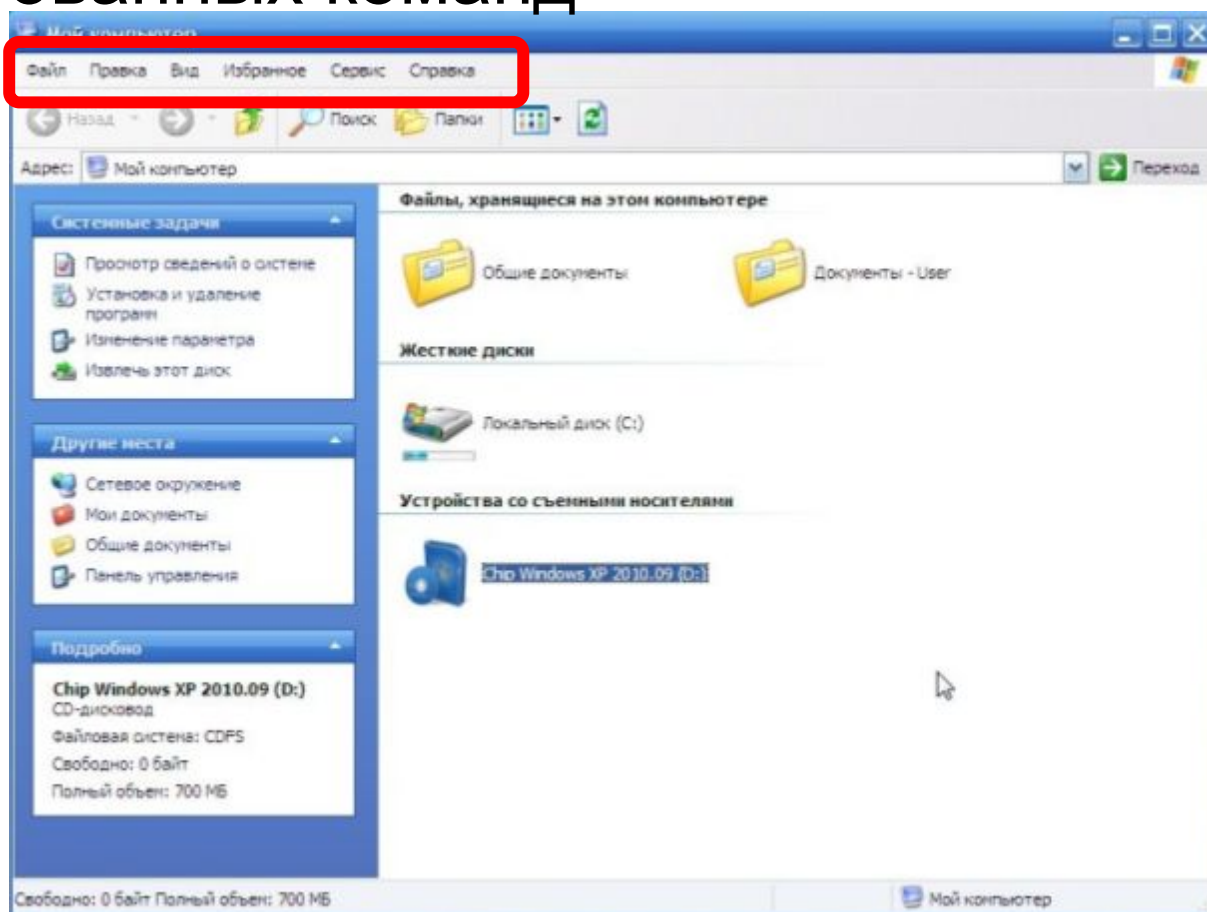 ованных команд
Мой компьютер
Файл Правка Вид Избранное Сервис Справка
Назад Поиск Папки
Адрес: Мой компьютер Переход
Системные задачи
Просмотр сведений о системе
Установка и удаление
программ
Изменение параметра
Извлечь этот диск
Другие места
Сетевое окружение
Мои документы
Общие документы
Панель управления
Подробно
Chip Windows XP 2010.09 (D:)
CD-дисковод
Файловая система: CDFS
Свободно: 0 байт
Полный объем: 700 МБ
Файлы, хранящиеся на этом компьютере
Общие документы
Документы - User
Жесткие диски
Локальный диск (C:)
Устройства со съемными носителями
Chip Windows XP 2010.09 (D:)
Свободно: 0 байт Полный объем: 700 МБ
Мой компьютер